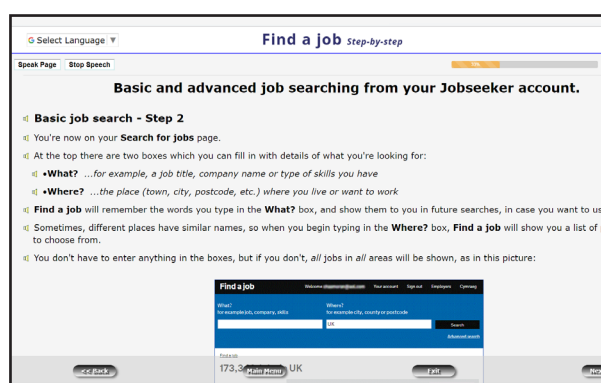 G Select Language ▼
Find a job Step-by-step
Speak Page Stop Speech
Basic and advanced job searching from your Jobseeker account.
Basic job search - Step 2
You're now on your Search for jobs page.
At the top there are two boxes which you can fill in with details of what you're looking for:
•What? ...for example, a job title, company name or type of skills you have
•Where? ...the place (town, city, postcode, etc.) where you live or want to work
Find a job will remember the words you type in the What? box, and show them to you in future searches, in case you want to
Sometimes, different places have similar names, so when you begin typing in the Where? box, Find a job will show you a list of
to choose from.
You don't have to enter anything in the boxes, but if you don't, all jobs in all areas will be shown, as in this picture:
Find a job Welcome Your account Sign out Employers Cymraeg
What? Where?
for example job, company, skills for example city, county or postcode
UK Search
Advanced search
Find a job
173,3 UK
<< Back Main Menu Exit